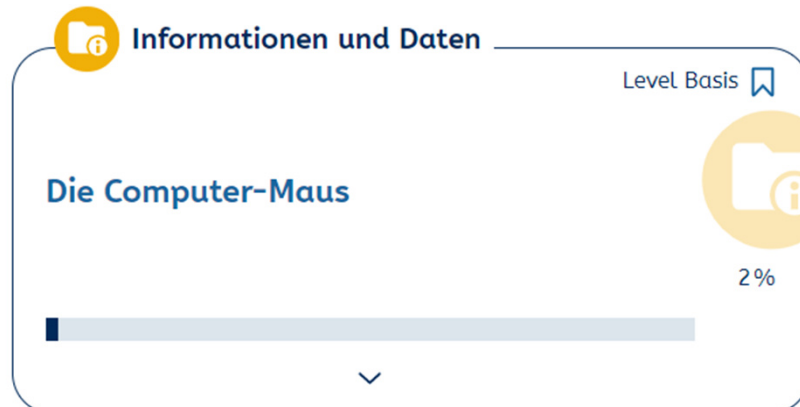 Informationen und Daten
Level Basis
Die Computer-Maus
2%